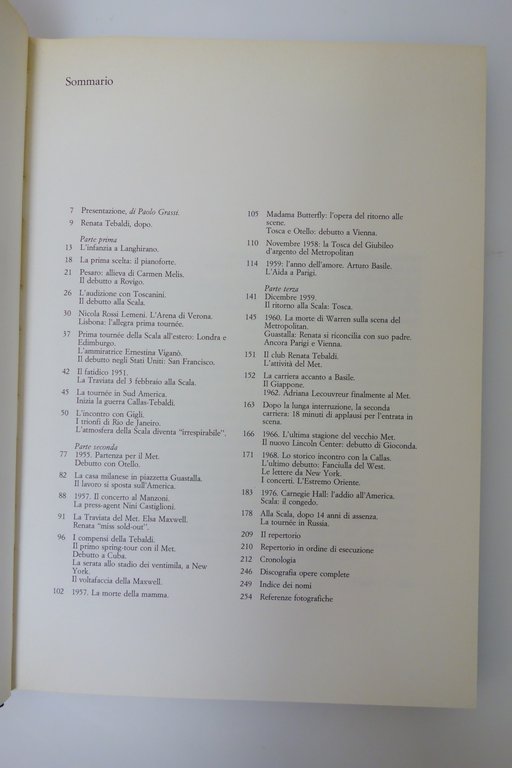 Sommario
7 Presentazione, di Paolo Grassi.
9 Renata Tebaldi, dopo.
Parte prima
13 L'infanzia a Langhirano.
18 La prima scelta: il pianoforte.
21 Pesaro: allieva di Carmen Melis.
Il debutto a Rovigo.
26 L'audizione con Toscanini.
Il debutto alla Scala.
30 Nicola Rossi Lemeni. L'Arena di Verona.
Lisbona: l'allegra prima tournée.
37 Prima tournée della Scala all'estero: Londra e
Edimburgo.
L'ammiratrice Ernestina Viganò.
Il debutto negli Stati Uniti: San Francisco.
42 Il fatidico 1951.
La Traviata del 3 febbraio alla Scala.
45 La tournée in Sud America.
Inizia la guerra Callas-Tebaldi.
50 L'incontro con Gigli.
I trionfi di Rio de Janeiro.
L'atmosfera della Scala diventa "irrespirabile".
Parte seconda
77 1955. Partenza per il Met.
Debutto con Otello.
82 La casa milanese in piazzetta Guastalla.
Il lavoro si sposta sull'America.
88 1957. Il concerto al Manzoni.
La press-agent Nini Castiglioni.
91 La Traviata del Met. Elsa Maxwell.
Renata "miss sold-out".
96 I compensi della Tebaldi.
Il primo spring-tour con il Met.
Debutto a Cuba.
La serata allo stadio dei ventimila, a New
York.
Il voltafaccia della Maxwell.
102 1957. La morte della mamma.
105 Madama Butterfly: l'opera del ritorno alle
scene.
Tosca e Otello: debutto a Vienna.
110 Novembre 1958: la Tosca del Giubileo
d'argento del Metropolitan
114 1959: l'anno dell'amore. Arturo Basile.
L'Aida a Parigi.
Parte terza
141 Dicembre 1959.
Il ritorno alla Scala: Tosca.
145 1960. La morte di Warren sulla scena del
Metropolitan.
Guastalla: Renata si riconcilia con suo padre.
Ancora Parigi e Vienna.
151 Il club Renata Tebaldi.
L'attività del Met.
152 La carriera accanto a Basile.
Il Giappone.
1962. Adriana Lecouvreur finalmente al Met.
163 Dopo la lunga interruzione, la seconda
carriera: 18 minuti di applausi per l'entrata in
scena.
166 1966. L'ultima stagione del vecchio Met.
Il nuovo Lincoln Center: debutto di Gioconda.
171 1968. Lo storico incontro con la Callas.
L'ultimo debutto: Fanciulla del West.
Le lettere da New York.
I concerti. L'Estremo Oriente.
183 1976. Carnegie Hall: l'addio all'America.
Scala: il congedo.
178 Alla Scala, dopo 14 anni di assenza.
La tournée in Russia.
209 Il repertorio
210 Repertorio in ordine di esecuzione
212 Cronologia
246 Discografia opere complete
249 Indice dei nomi
254 Referenze fotografiche